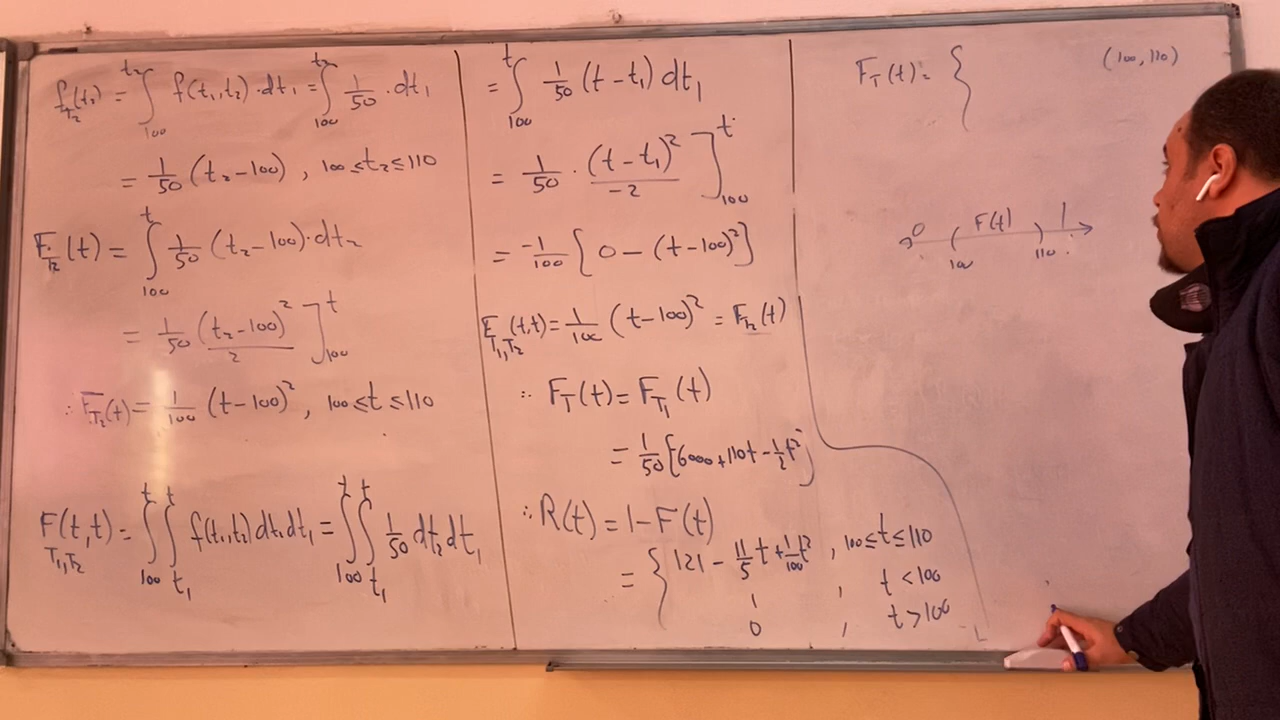 f_{T₂}(t₂) = ∫_{100}^{t₂} f(t₁,t₂)·dt₁ = ∫_{100}^{t₂} 1/50 · dt₁
= 1/50 (t₂-100) , 100≤t₂≤110
F_{T₂}(t) = ∫_{100}^{t} 1/50 (t₂-100)·dt₂
= 1/50 (t₂-100)²/2 ]_{100}^{t}
∴ F_{T₂}(t) = 1/100 (t-100)² , 100≤t≤110
F_{T₁,T₂}(t,t) = ∫_{100}^{t} ∫_{t₁}^{t} f(t₁,t₂) dt₂ dt₁ = ∫_{100}^{t} ∫_{t₁}^{t} 1/50 dt₂ dt₁
= ∫_{100}^{t} 1/50 (t-t₁) dt₁
= 1/50 · (t-t₁)²/-2 ]_{100}^{t}
= -1/100 [0-(t-100)²]
F_{T₁,T₂}(t,t) = 1/100 (t-100)² = F_{T₂}(t)
∴ F_T(t) = F_{T₁}(t)
= 1/50 [6000+110t-1/2t²]
∴ R(t) = 1-F(t)
= { 121 - 11/5 t + 1/100 t² , 100≤t≤110
1 , t<100
0 , t>100
F_T(t) = { (100,110)
0 F(t) 1
100 110